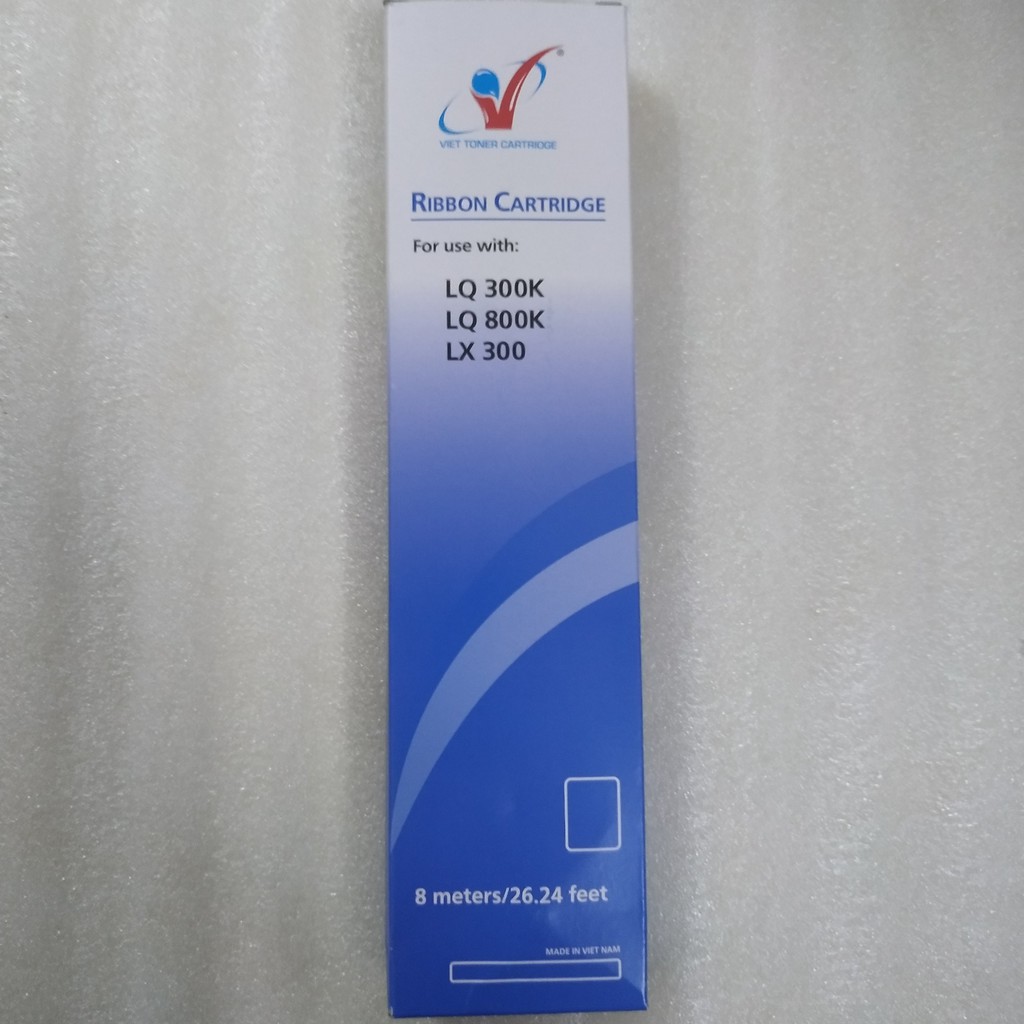 ®
VIET TONER CARTRIDGE
RIBBON CARTRIDGE
For use with:
LQ 300K
LQ 800K
LX 300
8 meters/26.24 feet
MADE IN VIET NAM